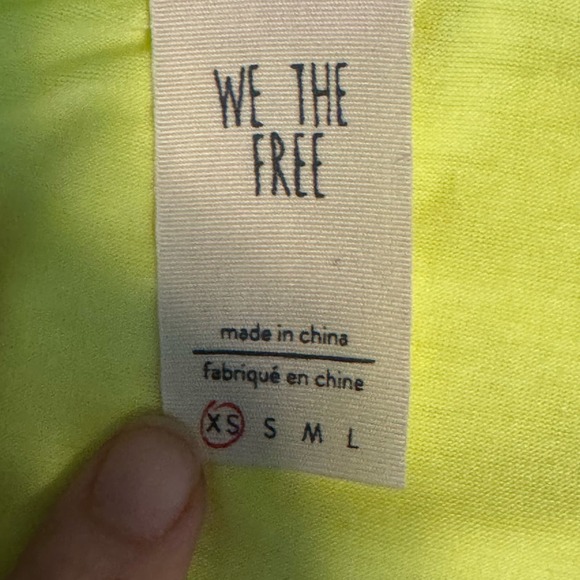 WE THE
FREE
made in china
fabriqué en chine
XS S M L